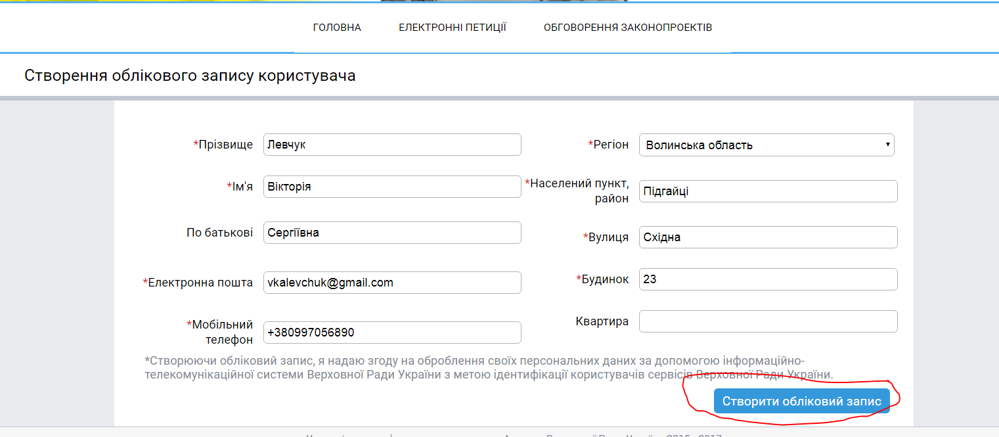 ГОЛОВНА ЕЛЕКТРОННІ ПЕТИЦІЇ ОБГОВОРЕННЯ ЗАКОНОПРОЕКТІВ
Створення облікового запису користувача
*Прізвище Левчук
*Регіон Волинська область
*Ім'я Вікторія
*Населений пункт,
район Підгайці
По батькові Сергіївна
*Вулиця Східна
*Електронна пошта vkalevchuk@gmail.com
*Будинок 23
*Мобільний
телефон +380997056890
Квартира
*Створюючи обліковий запис, я надаю згоду на оброблення своїх персональних даних за допомогою інформаційно-
телекомунікаційної системи Верховної Ради України з метою ідентифікації користувачів сервісів Верховної Ради України.
Створити обліковий запис